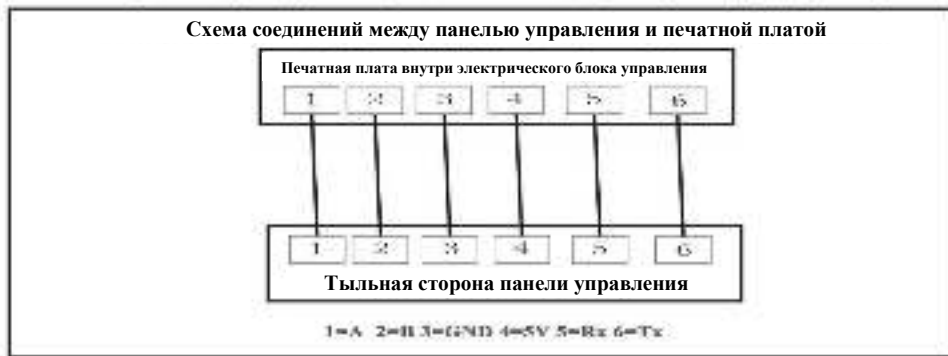 Схема соединений между панелью управления и печатной платой
Печатная плата внутри электрического блока управления
1 2 3 4 5 6
1 2 3 4 5 6
Тыльная сторона панели управления
1=A 2=B 3=GND 4=5V 5=Rx 6=Tx